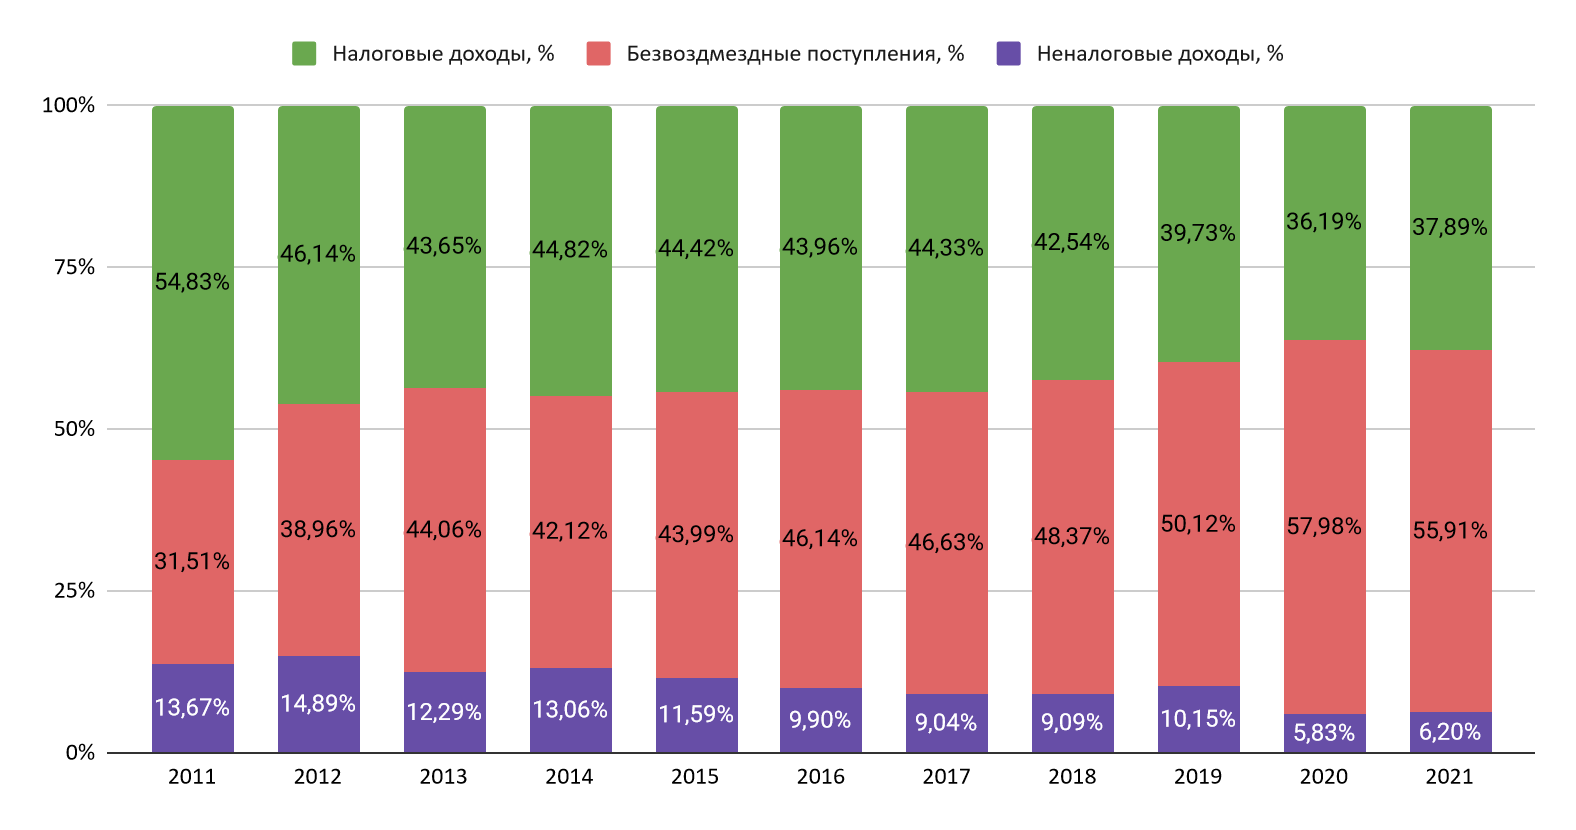 Налоговые доходы, % Безвоздмездные поступления, % Неналоговые доходы, %
100%
75%
50%
25%
0%
54,83% 46,14% 43,65% 44,82% 44,42% 43,96% 44,33% 42,54% 39,73% 36,19% 37,89%
31,51% 38,96% 44,06% 42,12% 43,99% 46,14% 46,63% 48,37% 50,12% 57,98% 55,91%
13,67% 14,89% 12,29% 13,06% 11,59% 9,90% 9,04% 9,09% 10,15% 5,83% 6,20%
2011 2012 2013 2014 2015 2016 2017 2018 2019 2020 2021